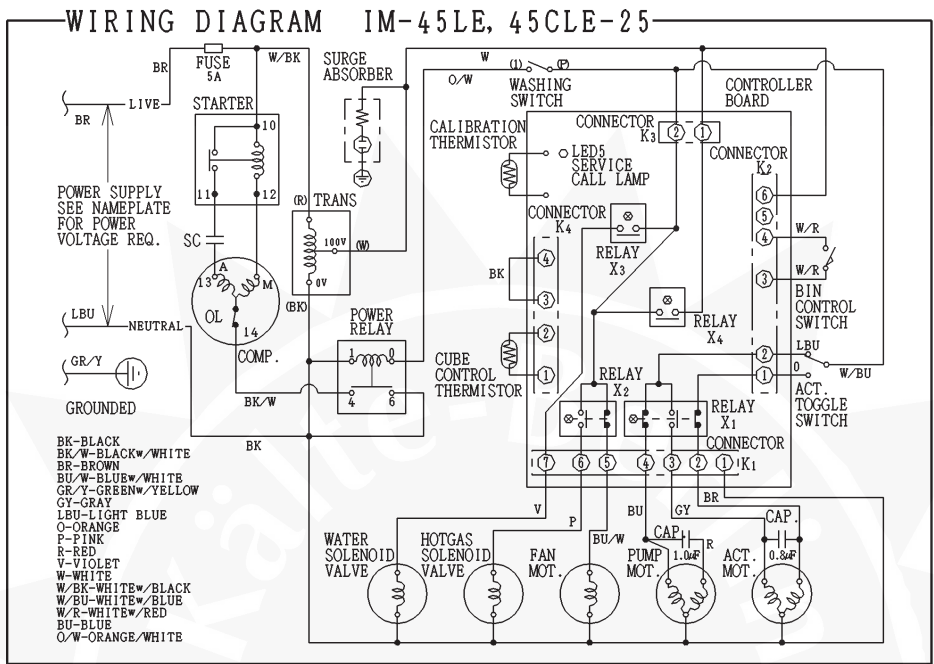 WIRING DIAGRAM IM-45LE, 45CLE-25
FUSE
5A
BR
W/BK
SURGE
ABSORBER
W
O/W
(1)
(P)
WASHING
SWITCH
CONTROLLER
BOARD
LIVE
BR
STARTER
10
11
12
CALIBRATION
THERMISTOR
LED5
SERVICE
CALL LAMP
CONNECTOR
K3
2
1
CONNECTOR
K2
6
5
4
3
2
1
POWER SUPPLY
SEE NAMEPLATE
FOR POWER
VOLTAGE REQ.
SC
(R) TRANS
100V
(W)
0V
(BK)
CONNECTOR
K4
4
3
2
1
BK
RELAY
X3
RELAY
X4
W/R
W/R
BIN
CONTROL
SWITCH
A
13
M
OL
14
COMP.
LBU
NEUTRAL
POWER
RELAY
1
0
4
6
CUBE
CONTROL
THERMISTOR
LBU
O
W/BU
ACT.
TOGGLE
SWITCH
GR/Y
GROUNDED
BK/W
BK
RELAY
X2
RELAY
X1
CONNECTOR
K1
7
6
5
4
3
2
1
BK-BLACK
BK/W-BLACKw/WHITE
BR-BROWN
BU/W-BLUEw/WHITE
GR/Y-GREENw/YELLOW
GY-GRAY
LBU-LIGHT BLUE
O-ORANGE
P-PINK
R-RED
V-VIOLET
W-WHITE
W/BK-WHITEw/BLACK
W/BU-WHITEw/BLUE
W/R-WHITEw/RED
BU-BLUE
O/W-ORANGE/WHITE
V
P
BU/W
BU
GY
BR
CAP.
1.0uF
R
CAP.
0.8uF
WATER
SOLENOID
VALVE
HOTGAS
SOLENOID
VALVE
FAN
MOT.
PUMP
MOT.
ACT.
MOT.